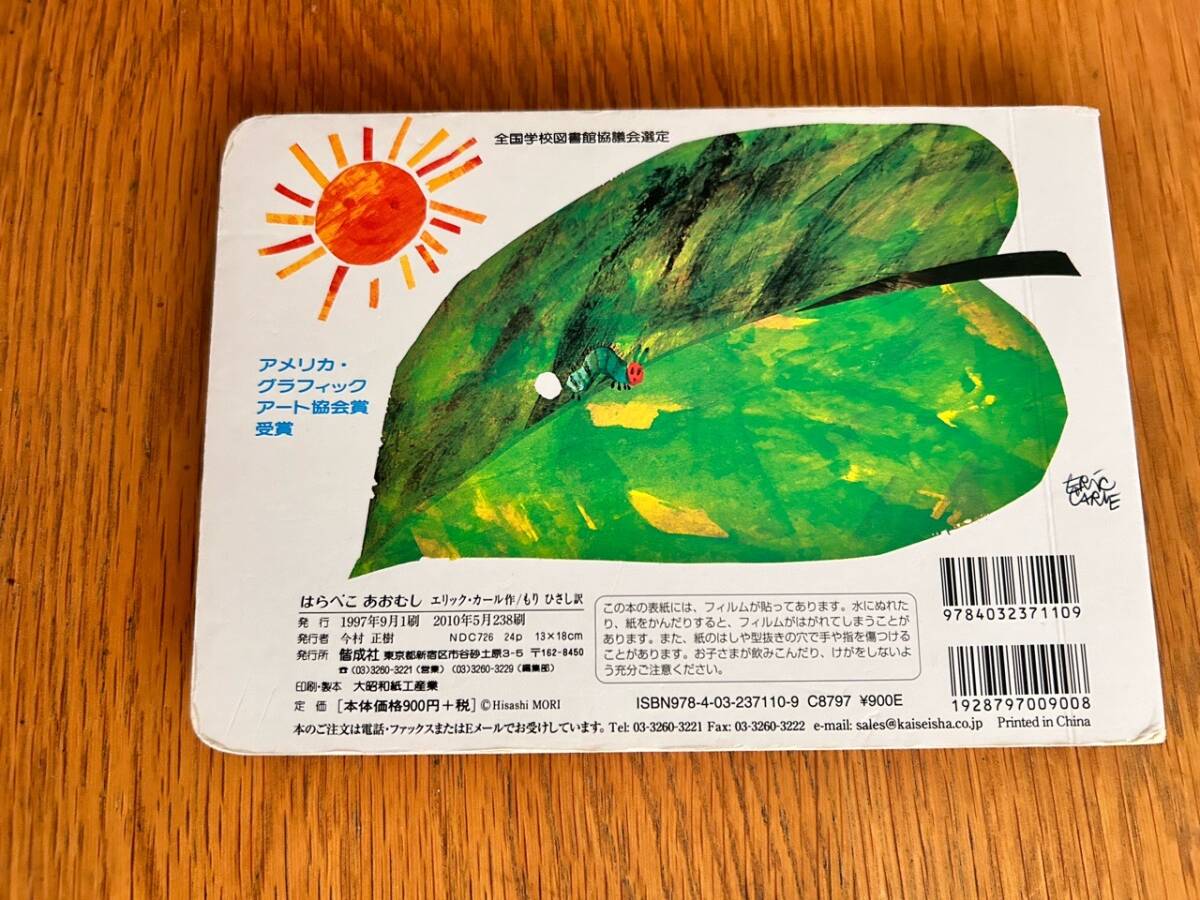 全国学校図書館協議会選定
アメリカ・
グラフィック
アート協会賞
受賞
ERIC
CARLE
はらぺこ あおむし エリック・カール作/もり ひさし訳
発 行 1997年9月1刷 2010年5月238刷
発行者 今村 正樹 NDC726 24p 13×18cm
発行所 偕成社 東京都新宿区市谷砂土原3-5 〒162-8450
☎(03)3260-3221(営業) (03)3260-3229(編集部)
印刷・製本 大昭和紙工産業
定 価 [本体価格900円+税] ©Hisashi MORI
この本の表紙には、フィルムが貼ってあります。水にぬれた
り、紙をかんだりすると、フィルムがはがれてしまうことが
あります。また、紙のはしや型抜きの穴で手や指を傷つける
ことがあります。お子さまが飲みこんだり、けがをしないよ
う充分ご注意ください。
9784032371109
1928797009008
ISBN978-4-03-237110-9 C8797 ¥900E
本のご注文は電話・ファックスまたはEメールでお受けしています。Tel: 03-3260-3221 Fax: 03-3260-3222 e-mail: sales@kaiseisha.co.jp Printed in China